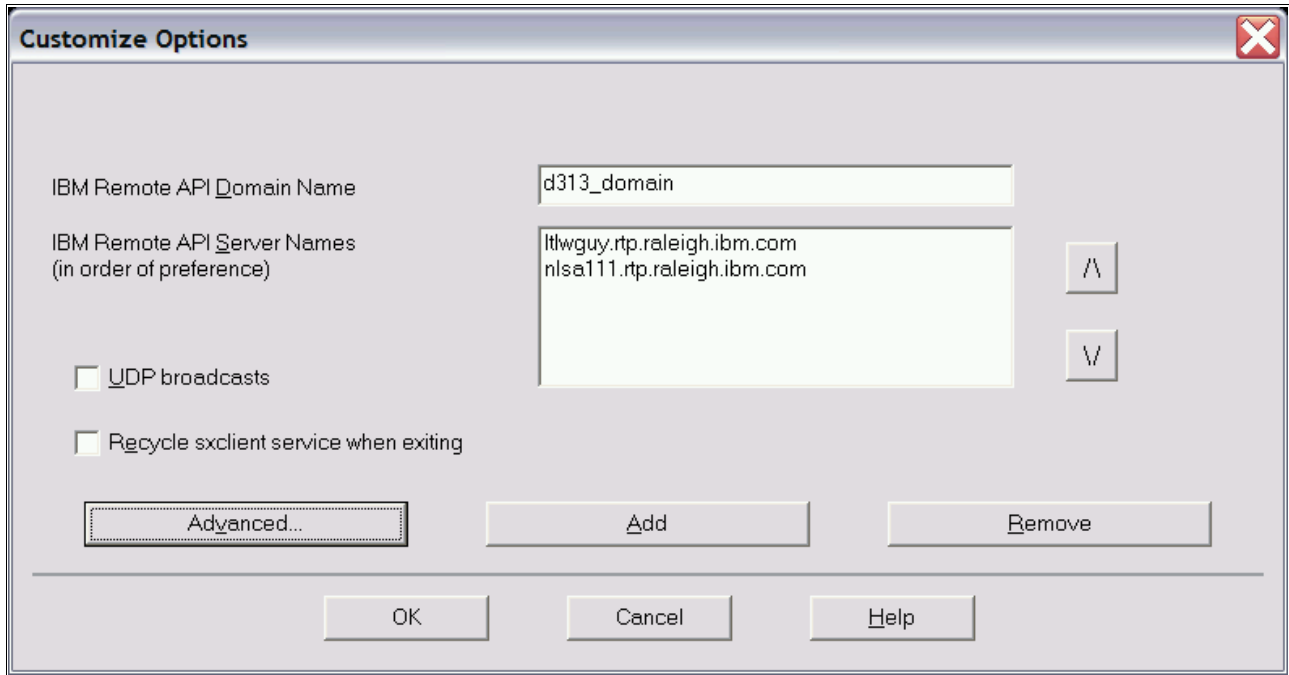 Customize Options
IBM Remote API Domain Name
d313_domain
IBM Remote API Server Names
(in order of preference)
ltlwguy.rtp.raleigh.ibm.com
nlsa111.rtp.raleigh.ibm.com
/\
\/
UDP broadcasts
Recycle sxclient service when exiting
Advanced...
Add
Remove
OK
Cancel
Help